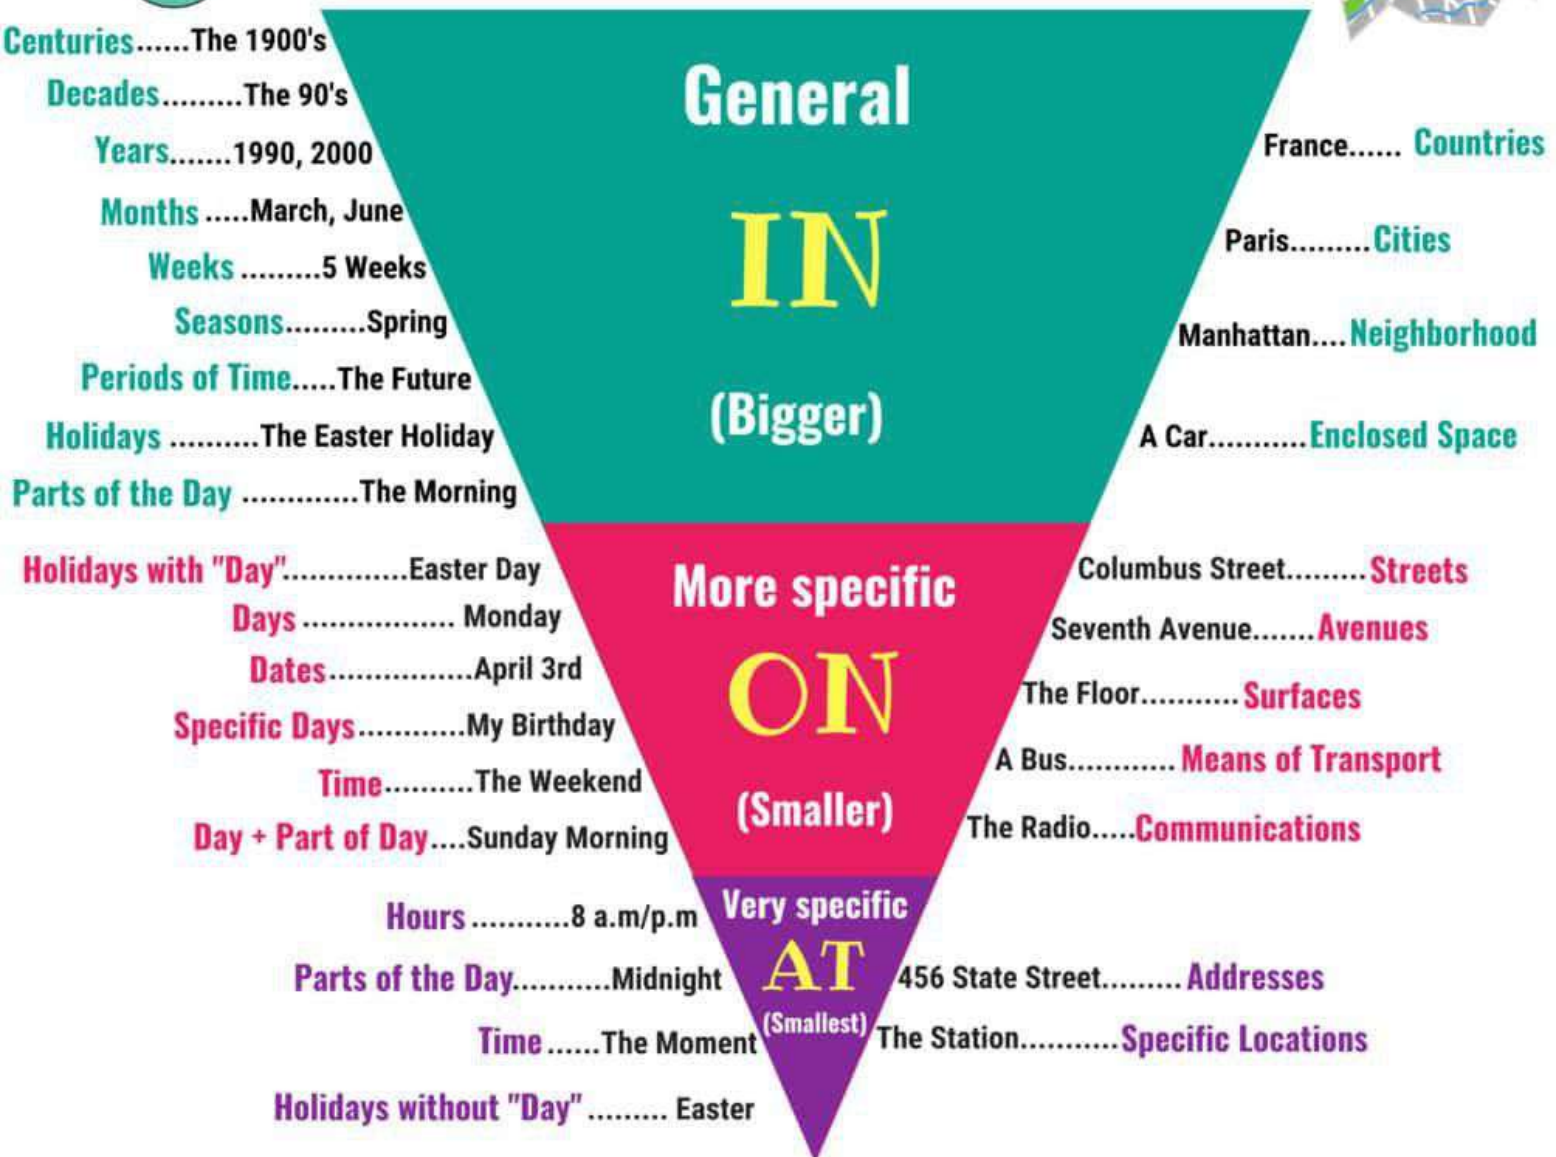 Centuries......The 1900's
Decades.........The 90's
Years.......1990, 2000
Months .....March, June
Weeks .........5 Weeks
Seasons.........Spring
Periods of Time.....The Future
Holidays ..........The Easter Holiday
Parts of the Day .............The Morning
General
IN
(Bigger)
France...... Countries
Paris.........Cities
Manhattan....Neighborhood
A Car...........Enclosed Space
Holidays with "Day"..............Easter Day
Days ................. Monday
Dates................April 3rd
Specific Days............My Birthday
Time..........The Weekend
Day + Part of Day....Sunday Morning
More specific
ON
(Smaller)
Columbus Street.........Streets
Seventh Avenue.......Avenues
The Floor...........Surfaces
A Bus............Means of Transport
The Radio.....Communications
Hours ...........8 a.m/p.m
Parts of the Day...........Midnight
Time ......The Moment
Holidays without "Day" ......... Easter
Very specific
AT
(Smallest)
456 State Street.........Addresses
The Station...........Specific Locations